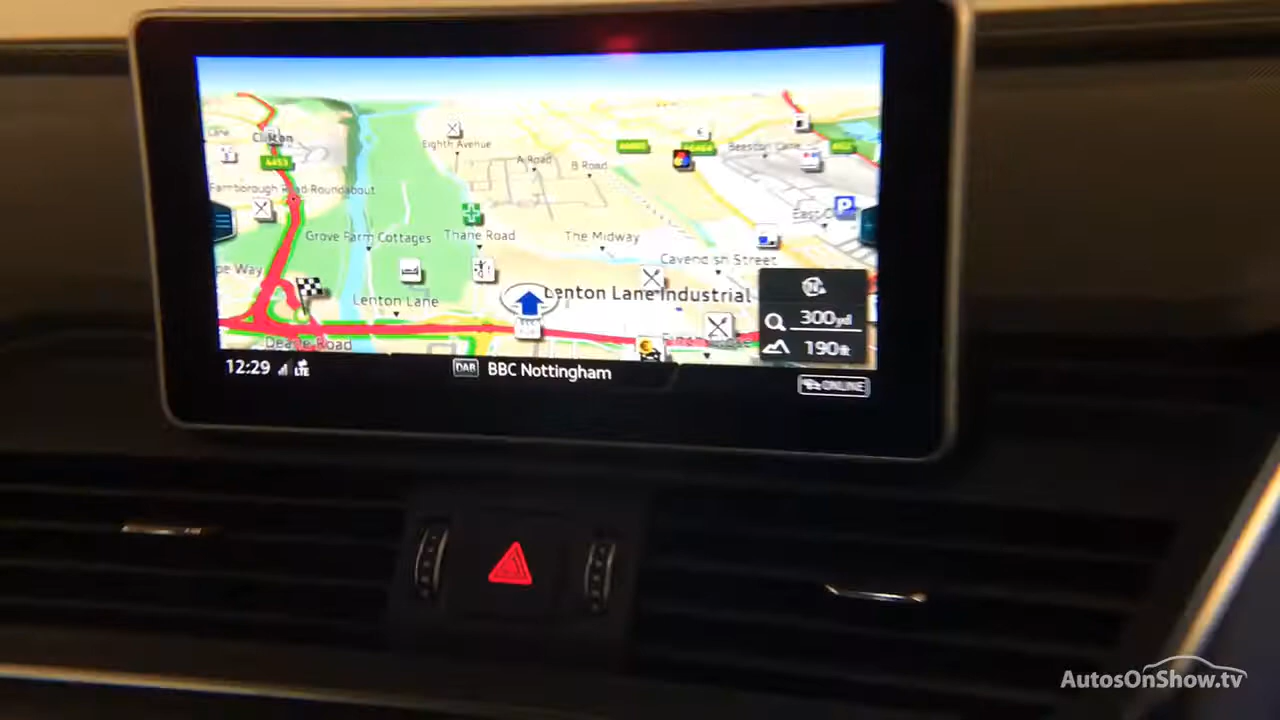 Clifton
A453
Eighth Avenue
A Road
B Road
Beeston Lane
Farnborough Road Roundabout
P
Grove Farm Cottages
Thane Road
The Midway
Cavendish Street
pe Way
Lenton Lane
Lenton Lane Industrial
300yd
190ft
Deane Road
12:29
LTE
DAB
BBC Nottingham
ONLINE
AutosOnShow.tv